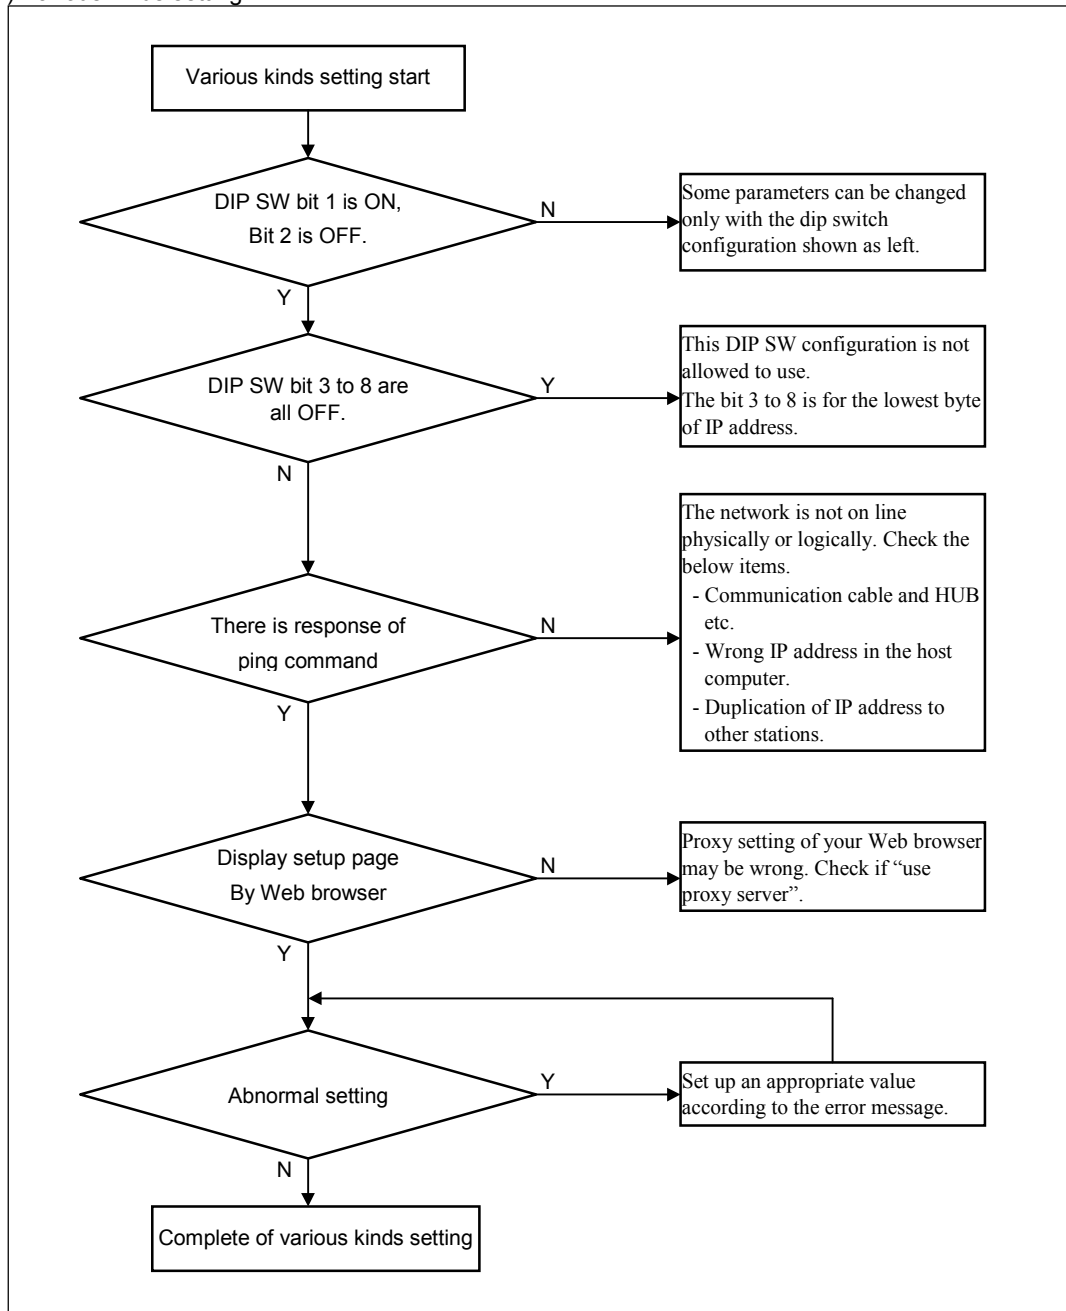 Various kinds setting start
DIP SW bit 1 is ON,
Bit 2 is OFF.
N
Some parameters can be changed
only with the dip switch
configuration shown as left.
Y
DIP SW bit 3 to 8 are
all OFF.
Y
This DIP SW configuration is not
allowed to use.
The bit 3 to 8 is for the lowest byte
of IP address.
N
There is response of
ping command
N
The network is not on line
physically or logically. Check the
below items.
- Communication cable and HUB
etc.
- Wrong IP address in the host
computer.
- Duplication of IP address to
other stations.
Y
Display setup page
By Web browser
N
Proxy setting of your Web browser
may be wrong. Check if “use
proxy server”.
Y
Abnormal setting
Y
Set up an appropriate value
according to the error message.
N
Complete of various kinds setting